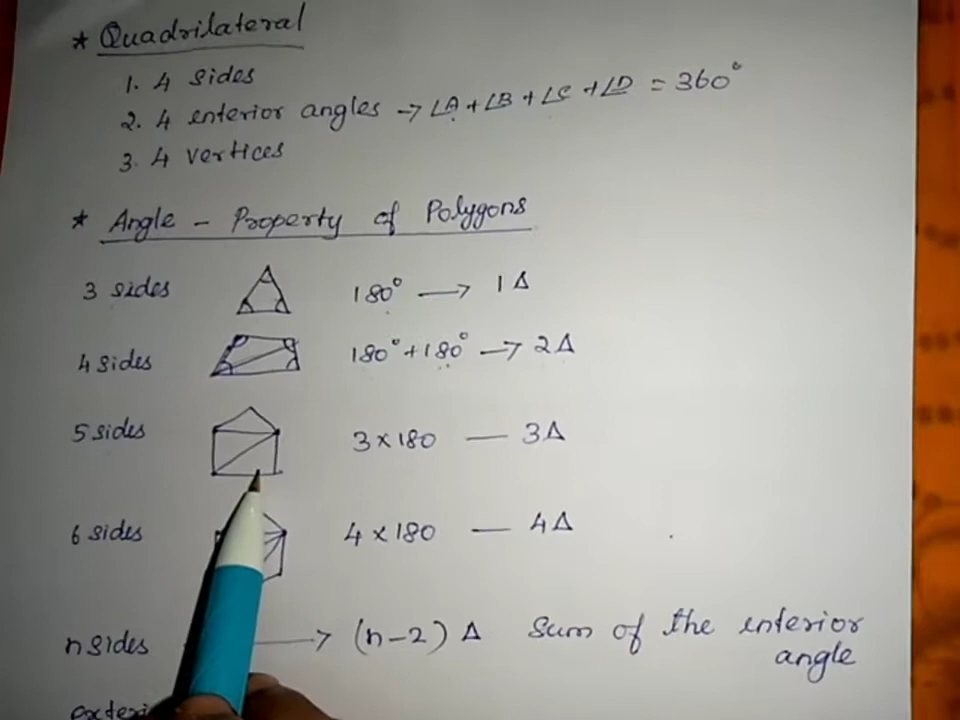 * Quadrilateral
1. 4 sides
2. 4 enterior angles → ∠A + ∠B + ∠C + ∠D = 360°
3. 4 vertices
* Angle - Property of Polygons
3 sides 180° → 1 Δ
4 sides 180° + 180° → 2 Δ
5 sides 3 × 180 — 3 Δ
6 sides 4 × 180 — 4 Δ
n sides → (n-2) Δ Sum of the enterior
angle